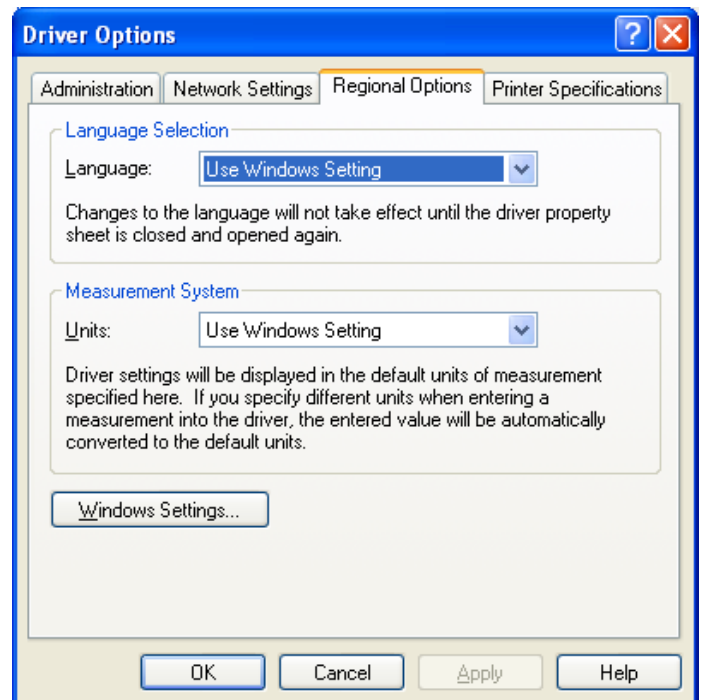 Driver Options
Administration
Network Settings
Regional Options
Printer Specifications
Language Selection
Language:
Use Windows Setting
Changes to the language will not take effect until the driver property
sheet is closed and opened again.
Measurement System
Units:
Use Windows Setting
Driver settings will be displayed in the default units of measurement
specified here.  If you specify different units when entering a
measurement into the driver, the entered value will be automatically
converted to the default units.
Windows Settings...
OK
Cancel
Apply
Help